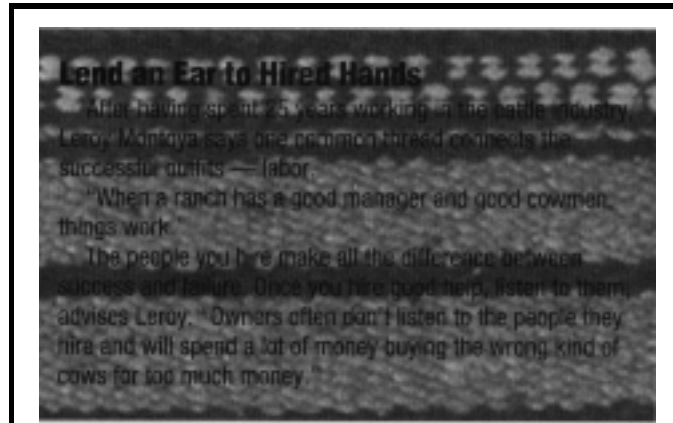 Lend an Ear to Hired Hands
After having spent 25 years working in the cattle industry,
Leroy Montoya says one common thread connects the
successful outfits — labor.
"When a ranch has a good manager and good cowmen,
things work."
The people you hire make all the difference between
success and failure. Once you hire good help, listen to them,
advises Leroy. "Owners often don't listen to the people they
hire and will spend a lot of money buying the wrong kind of
cows for too much money."